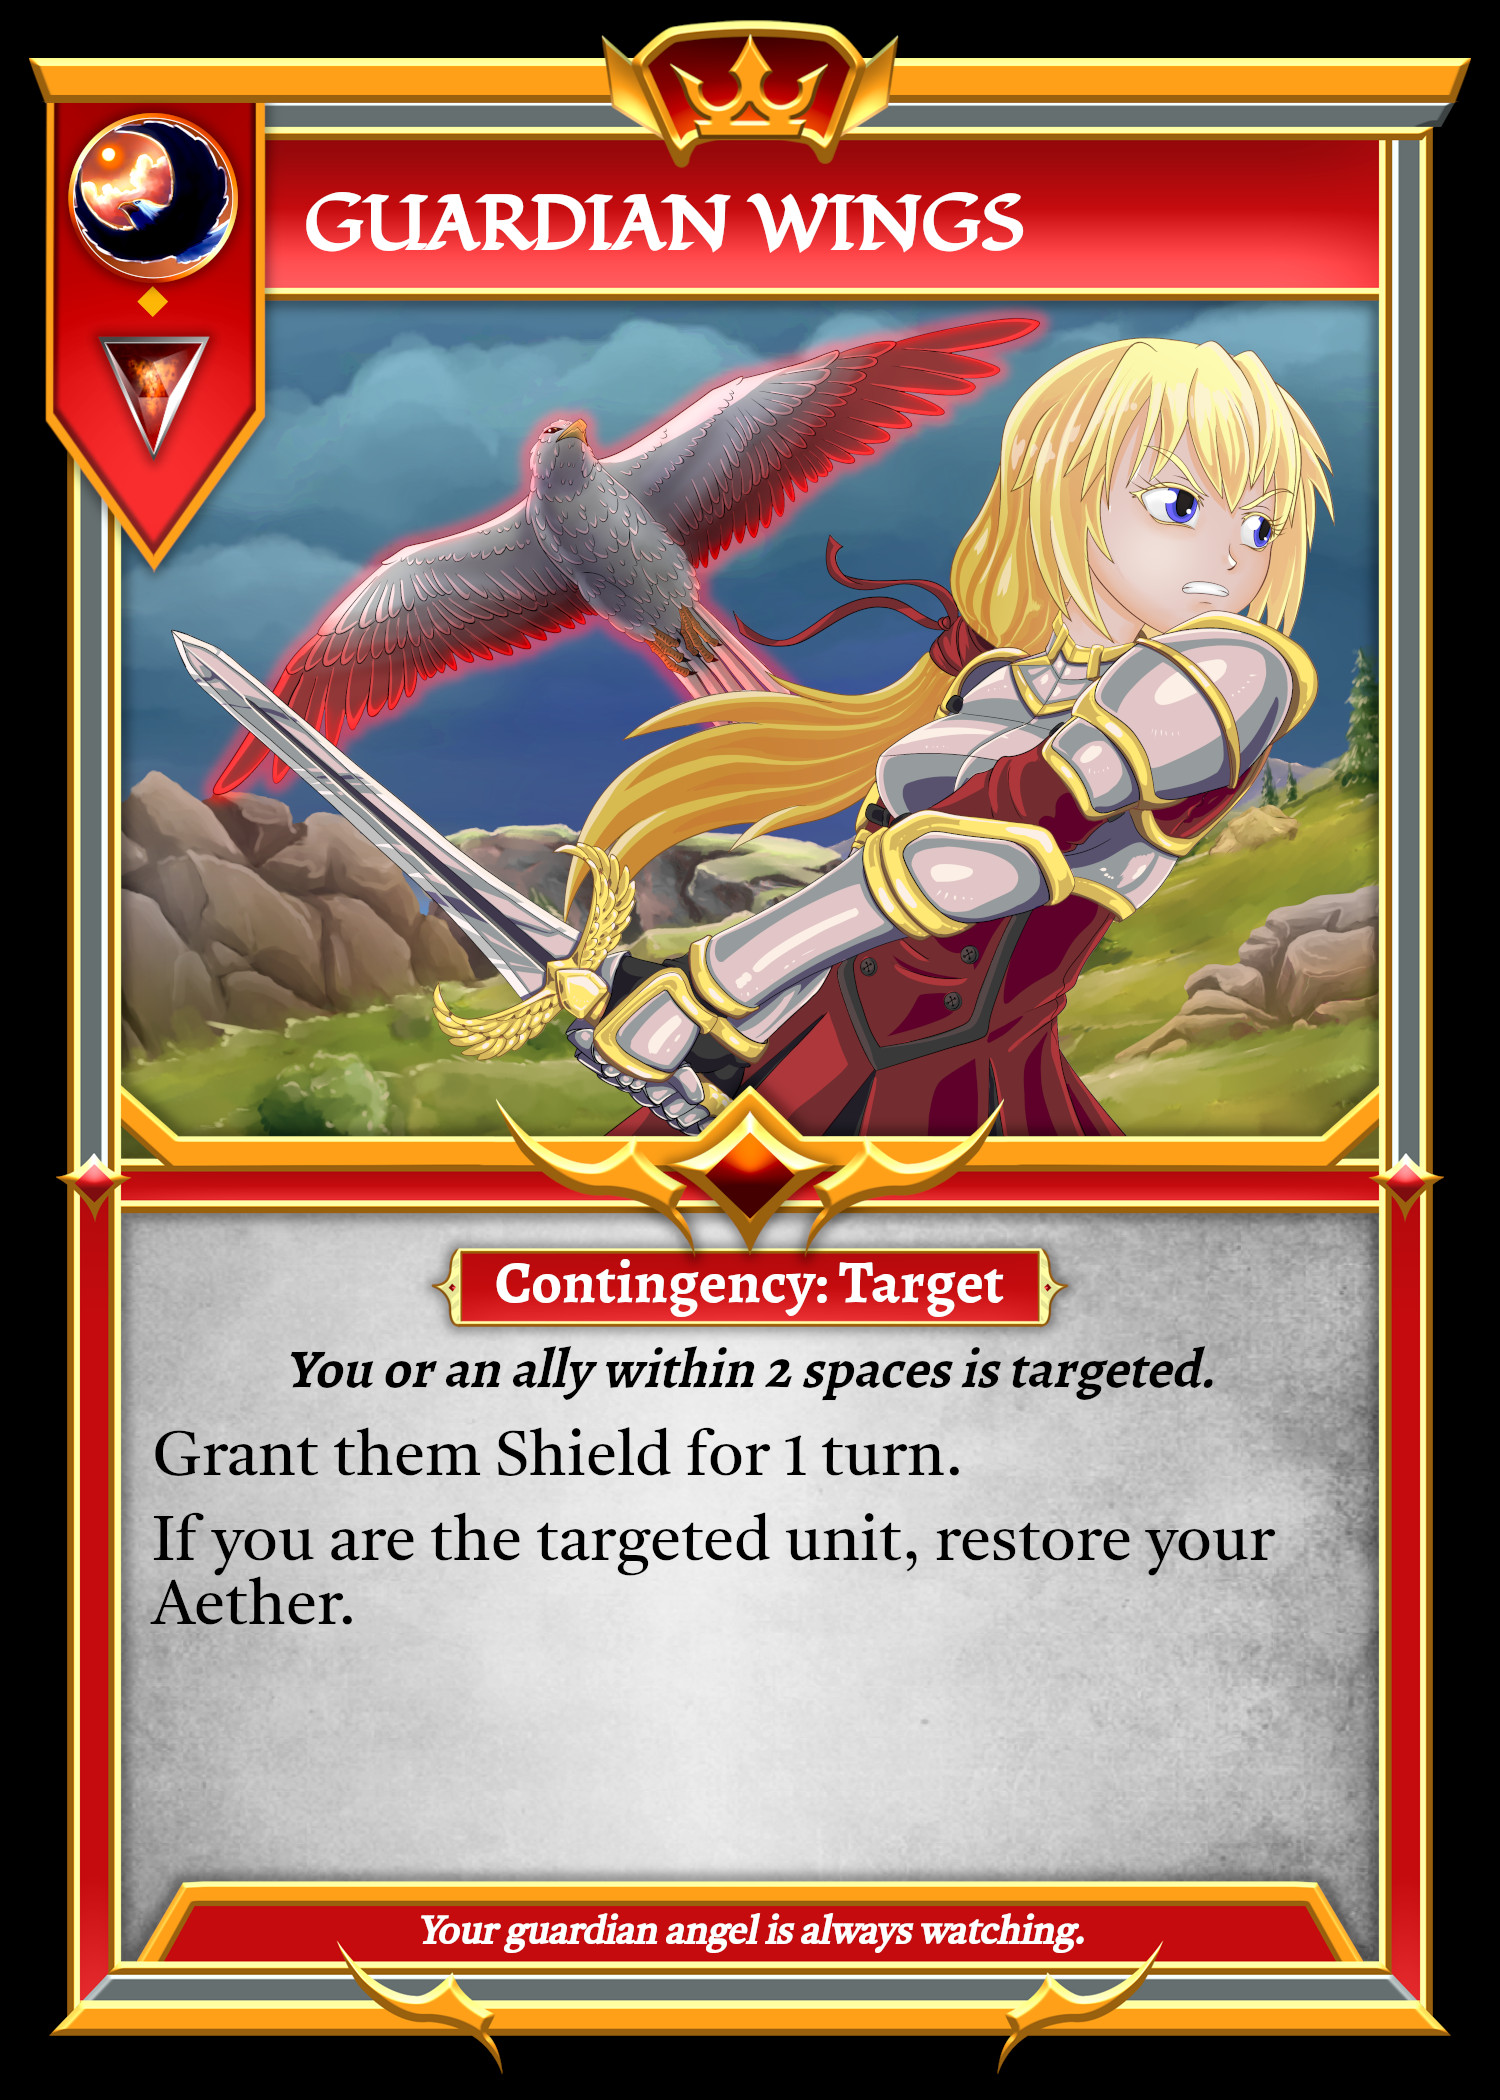 GUARDIAN WINGS
Contingency: Target
You or an ally within 2 spaces is targeted.
Grant them Shield for 1 turn.
If you are the targeted unit, restore your
Aether.
Your guardian angel is always watching.